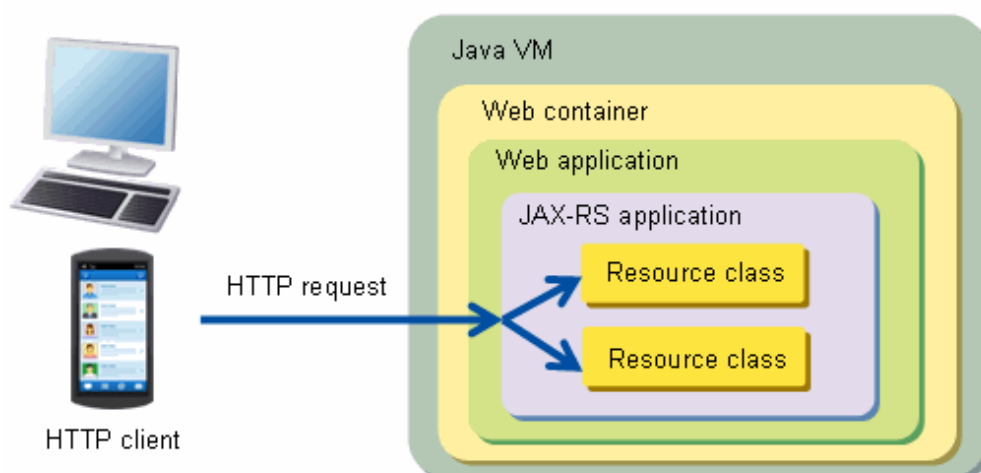 Java VM
Web container
Web application
JAX-RS application
Resource class
HTTP request
Resource class
HTTP client